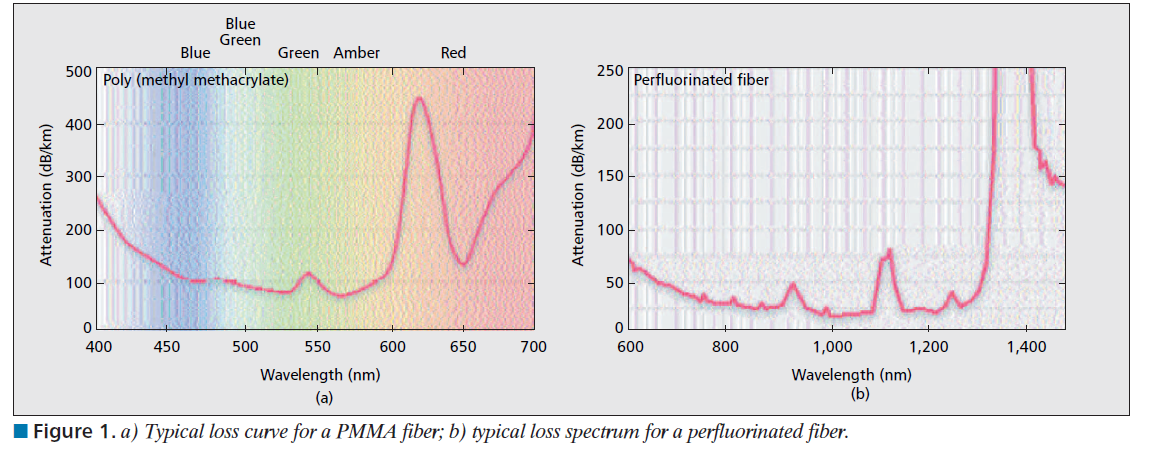 Blue
Blue
Green
Green
Amber
Red
Poly (methyl methacrylate)
500
400
300
200
100
0
Attenuation (dB/km)
400
450
500
550
600
650
700
Wavelength (nm)
(a)
Perfluorinated fiber
250
200
150
100
50
0
Attenuation (dB/km)
600
800
1,000
1,200
1,400
Wavelength (nm)
(b)
Figure 1. a) Typical loss curve for a PMMA fiber; b) typical loss spectrum for a perfluorinated fiber.